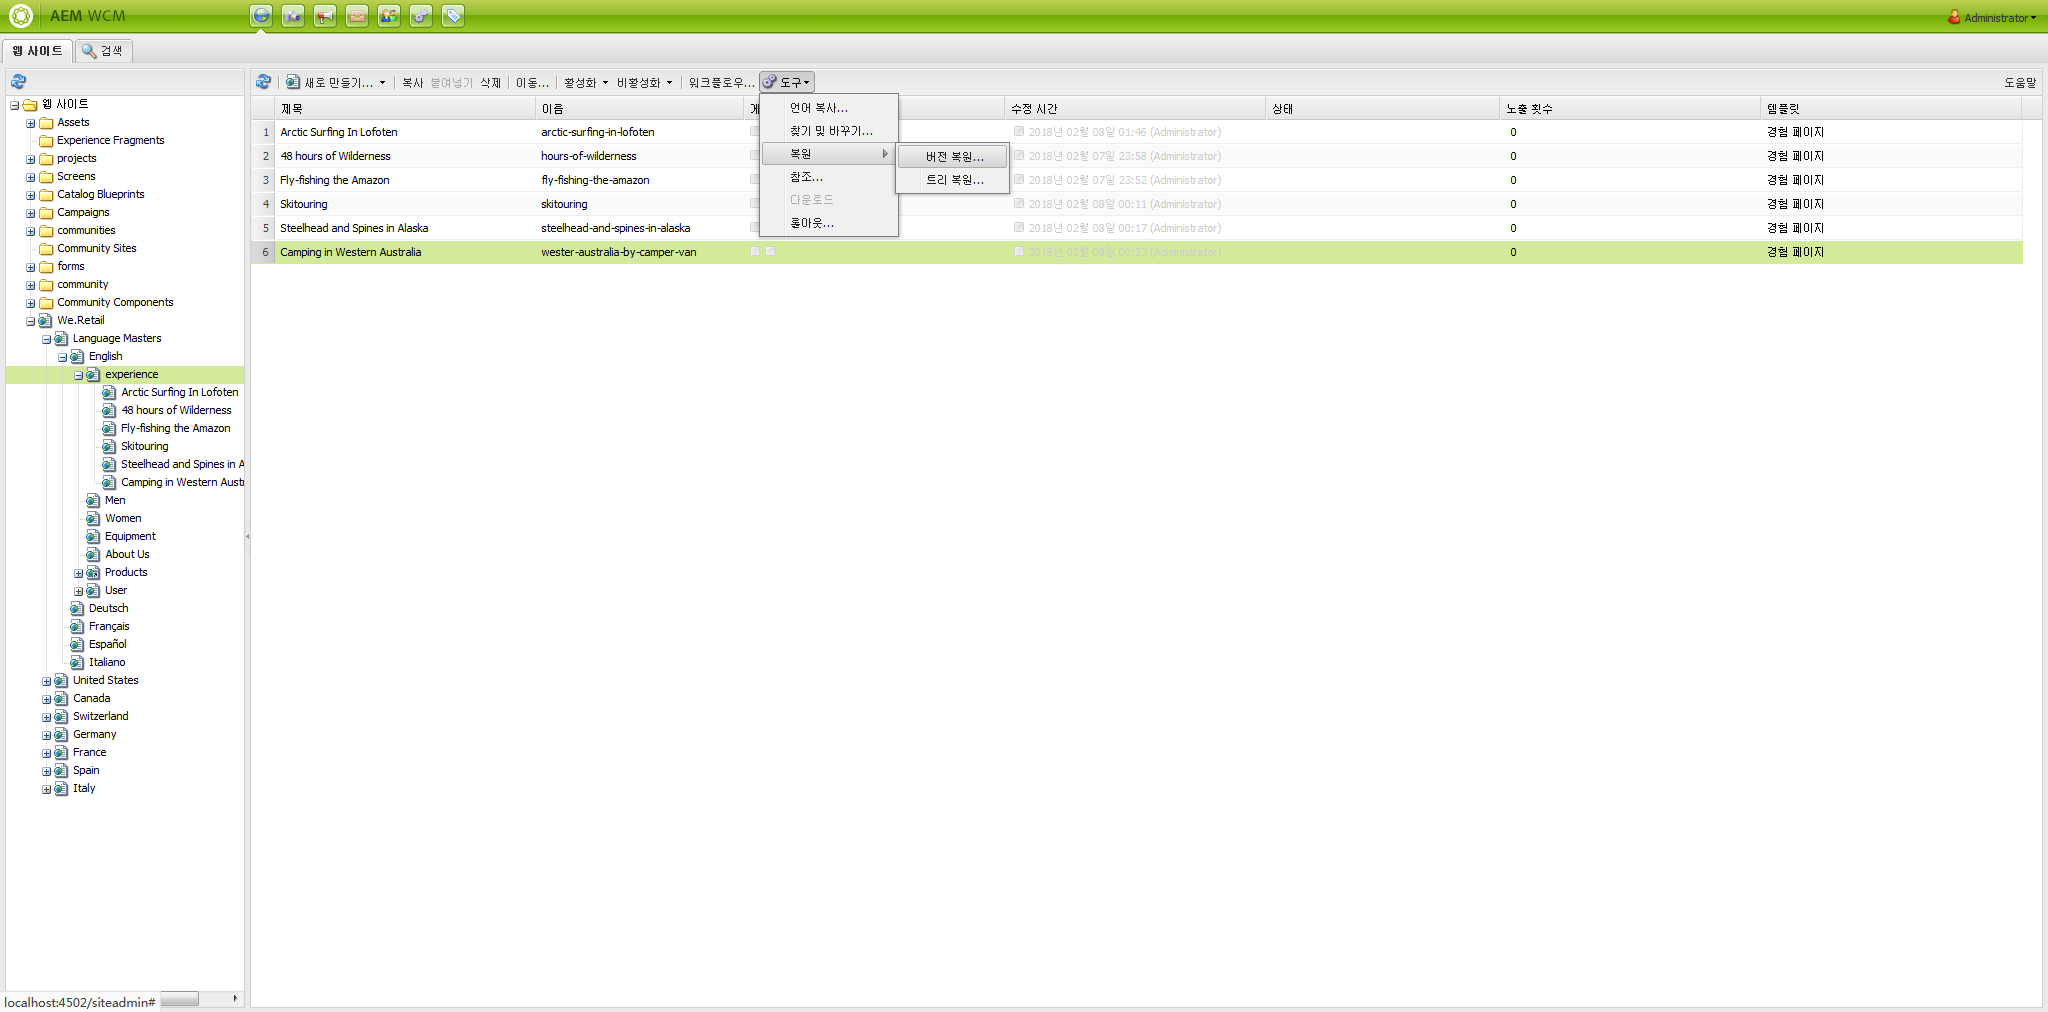 AEM WCM
Administrator
웹 사이트
검색
새로 만들기...
복사
붙여넣기
삭제
이동...
활성화
비활성화
워크플로우...
도구
도움말
웹 사이트
Assets
Experience Fragments
projects
Screens
Catalog Blueprints
Campaigns
communities
Community Sites
forms
community
Community Components
We.Retail
Language Masters
English
experience
Arctic Surfing In Lofoten
48 hours of Wilderness
Fly-fishing the Amazon
Skitouring
Steelhead and Spines in A
Camping in Western Austr
Men
Women
Equipment
About Us
Products
User
Deutsch
Français
Español
Italiano
United States
Canada
Switzerland
Germany
France
Spain
Italy
localhost:4502/siteadmin#
제목 이름 수정 시간 상태 노출 횟수 템플릿
1 Arctic Surfing In Lofoten arctic-surfing-in-lofoten 2018년 02월 08일 01:46 (Administrator) 0 경험 페이지
2 48 hours of Wilderness hours-of-wilderness 2018년 02월 07일 23:58 (Administrator) 0 경험 페이지
3 Fly-fishing the Amazon fly-fishing-the-amazon 2018년 02월 07일 23:52 (Administrator) 0 경험 페이지
4 Skitouring skitouring 2018년 02월 08일 00:11 (Administrator) 0 경험 페이지
5 Steelhead and Spines in Alaska steelhead-and-spines-in-alaska 2018년 02월 08일 00:17 (Administrator) 0 경험 페이지
6 Camping in Western Australia wester-australia-by-camper-van 2018년 02월 08일 00:23 (Administrator) 0 경험 페이지
언어 복사...
찾기 및 바꾸기...
복원
참조...
다운로드
롤아웃...
버전 복원...
트리 복원...